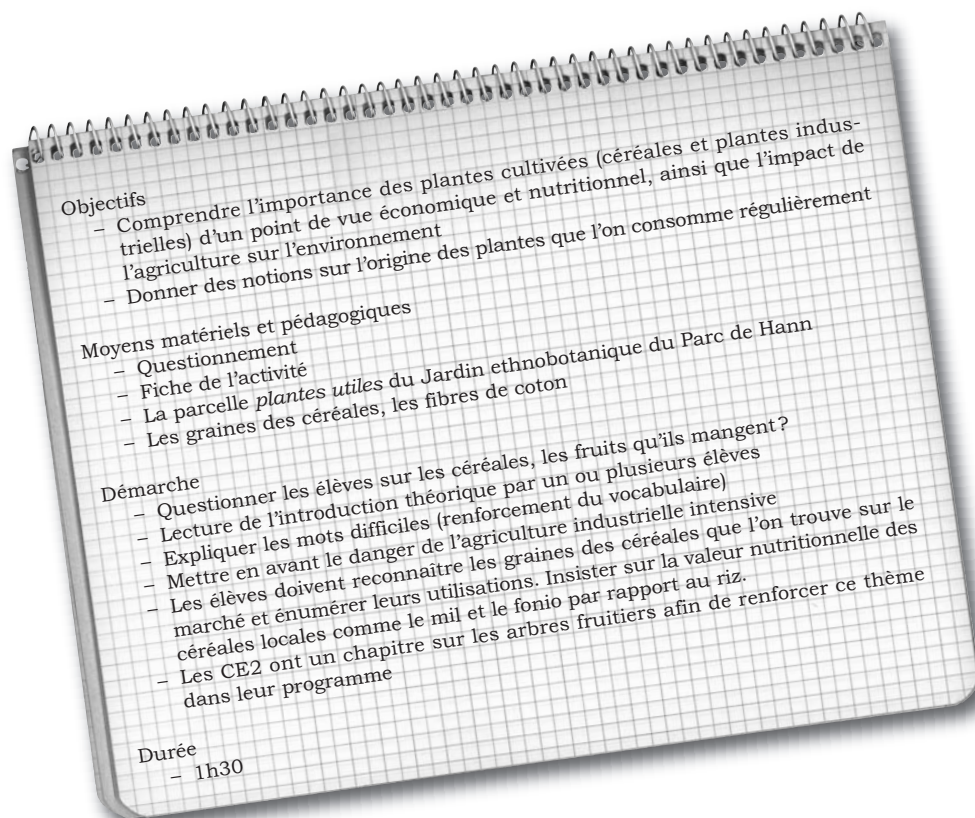 Objectifs
– Comprendre l'importance des plantes cultivées (céréales et plantes indus-
trielles) d'un point de vue économique et nutritionnel, ainsi que l'impact de
l'agriculture sur l'environnement
– Donner des notions sur l'origine des plantes que l'on consomme régulièrement
Moyens matériels et pédagogiques
– Questionnement
– Fiche de l'activité
– La parcelle plantes utiles du Jardin ethnobotanique du Parc de Hann
– Les graines des céréales, les fibres de coton
Démarche
– Questionner les élèves sur les céréales, les fruits qu'ils mangent?
– Lecture de l'introduction théorique par un ou plusieurs élèves
– Expliquer les mots difficiles (renforcement du vocabulaire)
– Mettre en avant le danger de l'agriculture industrielle intensive
– Les élèves doivent reconnaître les graines des céréales que l'on trouve sur le
marché et énumérer leurs utilisations. Insister sur la valeur nutritionnelle des
céréales locales comme le mil et le fonio par rapport au riz.
– Les CE2 ont un chapitre sur les arbres fruitiers afin de renforcer ce thème
dans leur programme
Durée
– 1h30